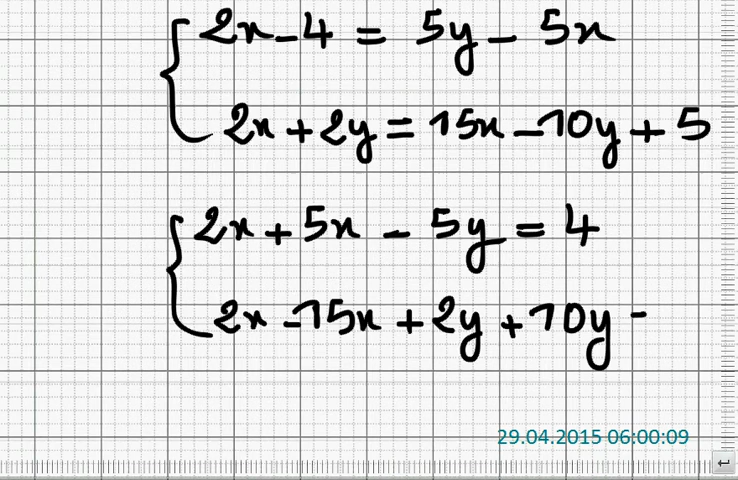 2x - 4 = 5y - 5x
2x + 2y = 15x - 10y + 5
2x + 5x - 5y = 4
2x - 15x + 2y + 10y -
29.04.2015 06:00:09